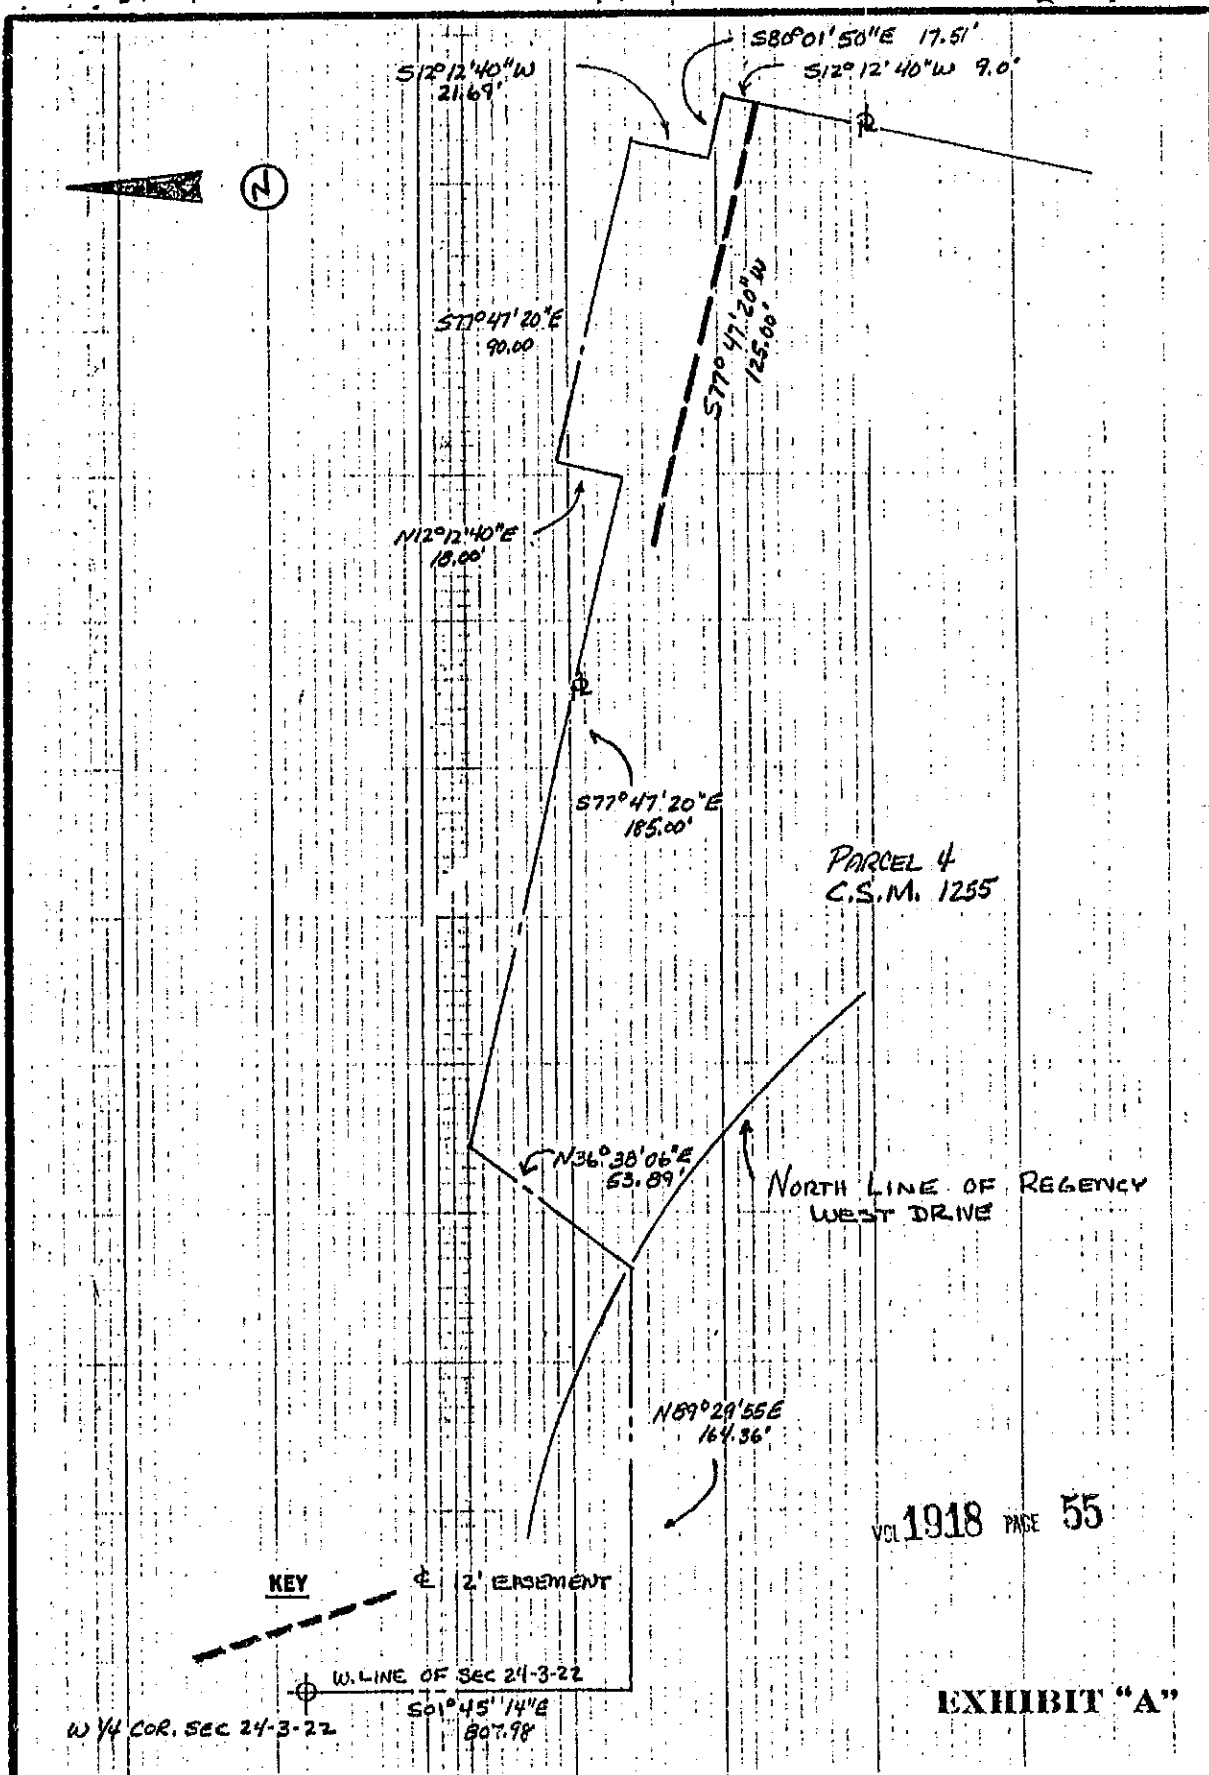 S80°01'50"E 17.51'
S12°12'40"W 9.0'
S12°12'40"W
21.69'
N
S77°47'20"E
90.00
S77°47'20"W
125.00'
N12°12'40"E
18.00'
S77°47'20"E
185.00'
PARCEL 4
C.S.M. 1255
N36°38'06"E
53.89'
NORTH LINE OF REGENCY
WEST DRIVE
N89°29'55E
164.36'
VOL 1918 PAGE 55
KEY
℄ 12' EASEMENT
W. LINE OF SEC 24-3-22
S01°45'14"E
807.98'
W 1/4 COR. SEC 24-3-22
EXHIBIT "A"